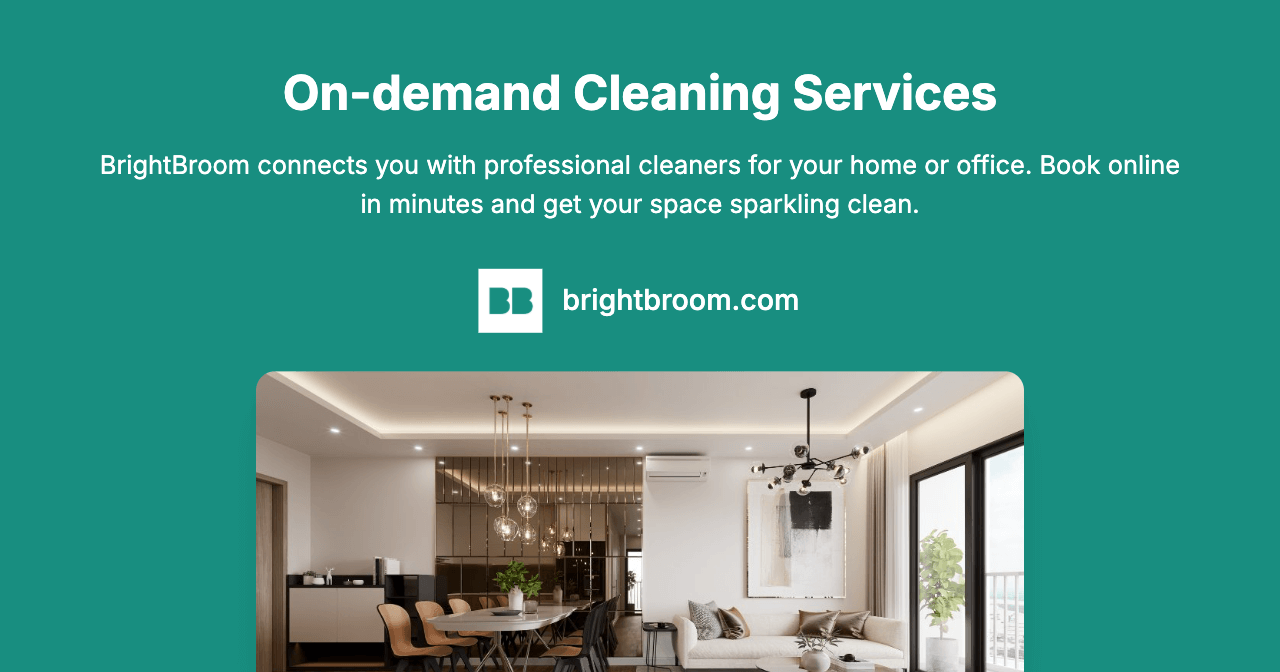 On-demand Cleaning Services
BrightBroom connects you with professional cleaners for your home or office. Book online
in minutes and get your space sparkling clean.
BB
brightbroom.com